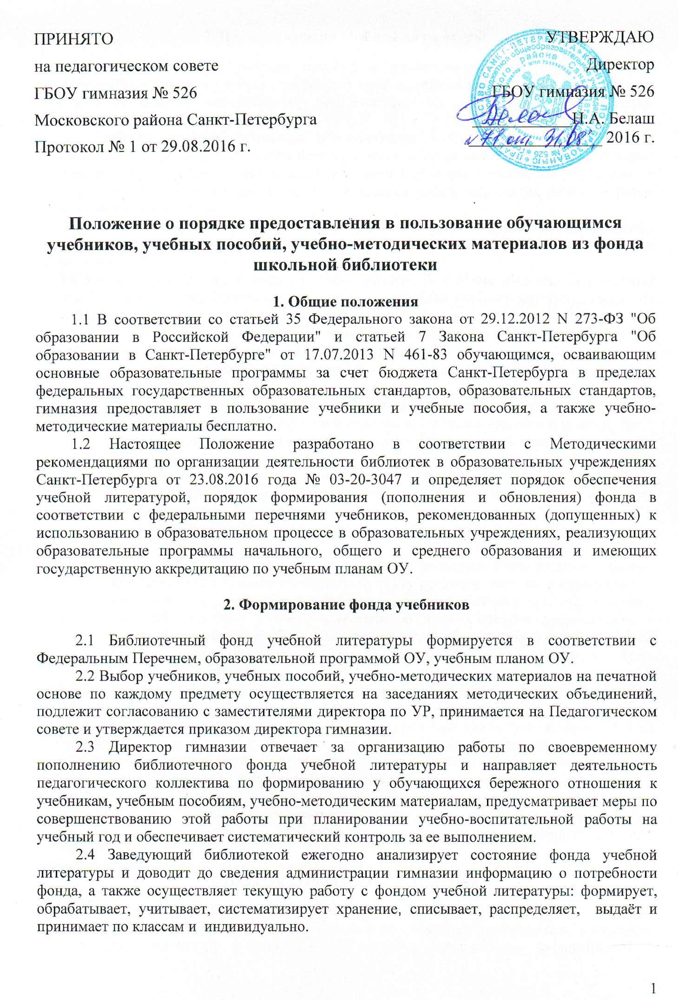 ПРИНЯТО
на педагогическом совете
ГБОУ гимназия № 526
Московского района Санкт-Петербурга
Протокол № 1 от 29.08.2016 г.
УТВЕРЖДАЮ
Директор
ГБОУ гимназия № 526
Н.А. Белаш
№ 71 от 31.08. 2016 г.
Положение о порядке предоставления в пользование обучающимся
учебников, учебных пособий, учебно-методических материалов из фонда
школьной библиотеки
1. Общие положения
1.1 В соответствии со статьей 35 Федерального закона от 29.12.2012 N 273-ФЗ "Об
образовании в Российской Федерации" и статьей 7 Закона Санкт-Петербурга "Об
образовании в Санкт-Петербурге" от 17.07.2013 N 461-83 обучающимся, осваивающим
основные образовательные программы за счет бюджета Санкт-Петербурга в пределах
федеральных государственных образовательных стандартов, образовательных стандартов,
гимназия предоставляет в пользование учебники и учебные пособия, а также учебно-
методические материалы бесплатно.
1.2 Настоящее Положение разработано в соответствии с Методическими
рекомендациями по организации деятельности библиотек в образовательных учреждениях
Санкт-Петербурга от 23.08.2016 года № 03-20-3047 и определяет порядок обеспечения
учебной литературой, порядок формирования (пополнения и обновления) фонда в
соответствии с федеральными перечнями учебников, рекомендованных (допущенных) к
использованию в образовательном процессе в образовательных учреждениях, реализующих
образовательные программы начального, общего и среднего образования и имеющих
государственную аккредитацию по учебным планам ОУ.
2. Формирование фонда учебников
2.1 Библиотечный фонд учебной литературы формируется в соответствии с
Федеральным Перечнем, образовательной программой ОУ, учебным планом ОУ.
2.2 Выбор учебников, учебных пособий, учебно-методических материалов на печатной
основе по каждому предмету осуществляется на заседаниях методических объединений,
подлежит согласованию с заместителями директора по УР, принимается на Педагогическом
совете и утверждается приказом директора гимназии.
2.3 Директор гимназии отвечает за организацию работы по своевременному
пополнению библиотечного фонда учебной литературы и направляет деятельность
педагогического коллектива по формированию у обучающихся бережного отношения к
учебникам, учебным пособиям, учебно-методическим материалам, предусматривает меры по
совершенствованию этой работы при планировании учебно-воспитательной работы на
учебный год и обеспечивает систематический контроль за ее выполнением.
2.4 Заведующий библиотекой ежегодно анализирует состояние фонда учебной
литературы и доводит до сведения администрации гимназии информацию о потребности
фонда, а также осуществляет текущую работу с фондом учебной литературы: формирует,
обрабатывает, учитывает, систематизирует хранение, списывает, распределяет, выдаёт и
принимает по классам и индивидуально.
1